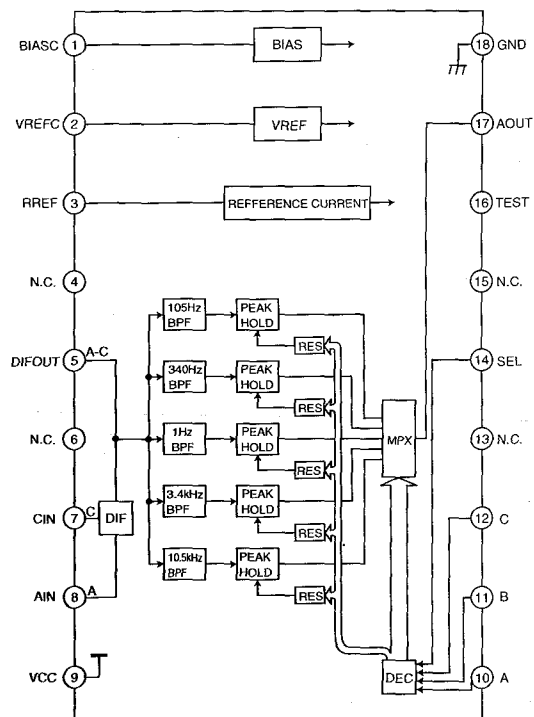 BIASC 1 BIAS 18 GND
VREFC 2 VREF 17 AOUT
RREF 3 REFFERENCE CURRENT 16 TEST
N.C. 4 15 N.C.
105Hz BPF
PEAK HOLD
RES
DIFOUT 5 A-C 14 SEL
340Hz BPF
PEAK HOLD
RES
N.C. 6 13 N.C.
1Hz BPF
PEAK HOLD
MPX
RES
CIN 7 C DIF 12 C
3.4kHz BPF
PEAK HOLD
RES
AIN 8 A 11 B
10.5kHz BPF
PEAK HOLD
RES
VCC 9 DEC 10 A